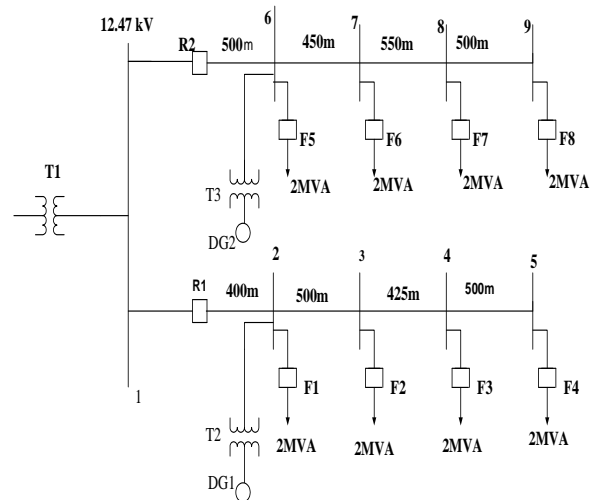 12.47 kV
6 7 8 9
R2 500m 450m 550m 500m
F5 F6 F7 F8
T1
T3
2MVA 2MVA 2MVA 2MVA
DG2
2 3 4 5
R1 400m 500m 425m 500m
1
F1 F2 F3 F4
T2
2MVA 2MVA 2MVA 2MVA
DG1